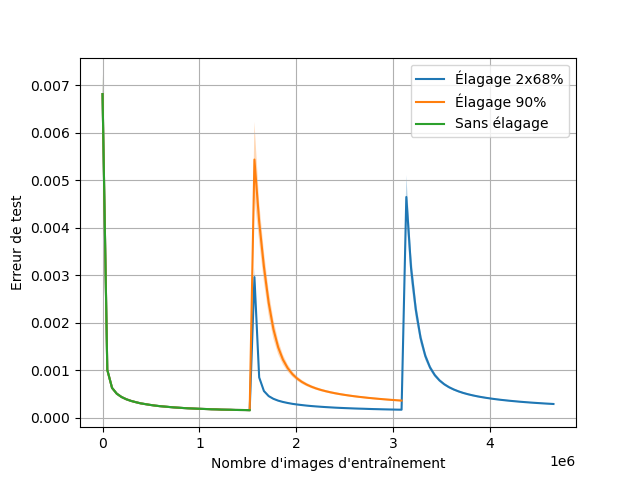 Élagage 2x68%
Élagage 90%
Sans élagage
0.007
0.006
0.005
0.004
0.003
0.002
0.001
0.000
Erreur de test
0 1 2 3 4
1e6
Nombre d'images d'entraînement